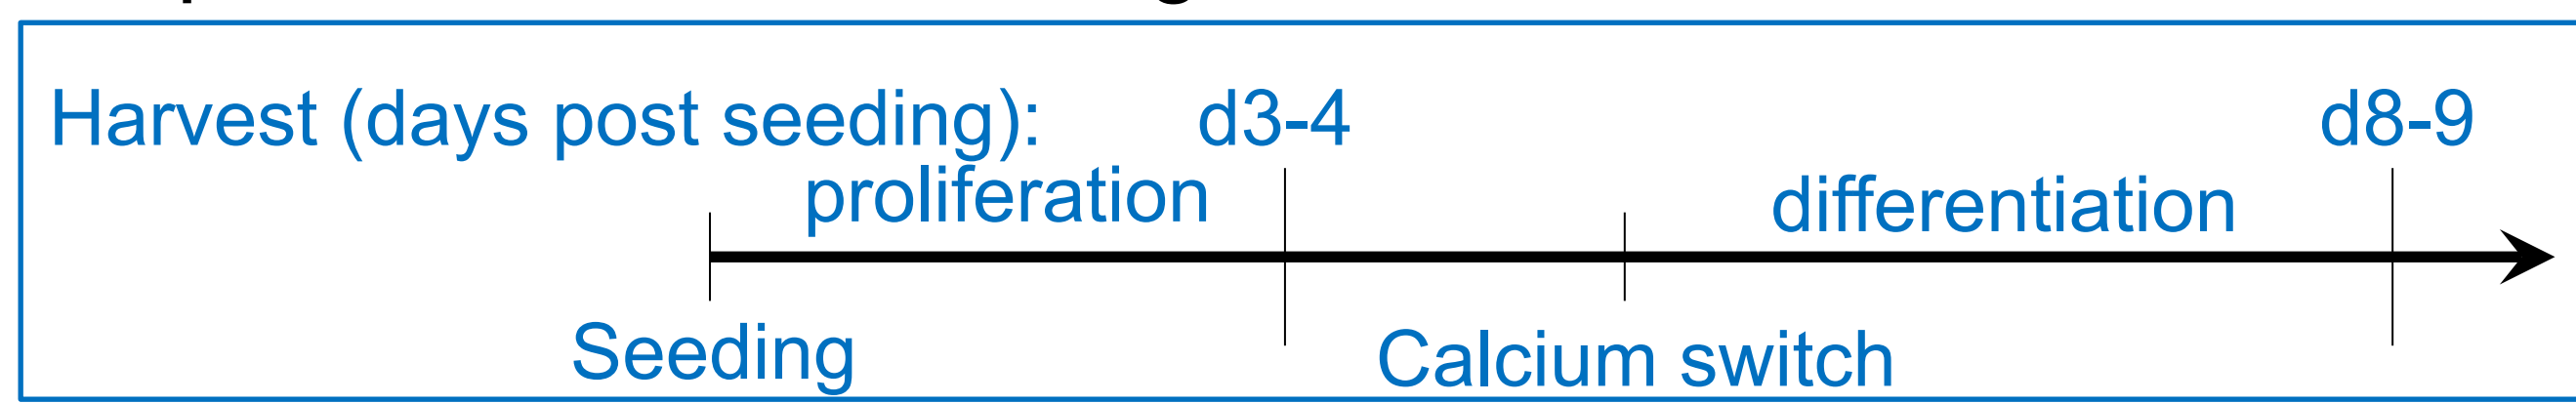 Harvest (days post seeding): d3-4 d8-9
proliferation differentiation
Seeding Calcium switch